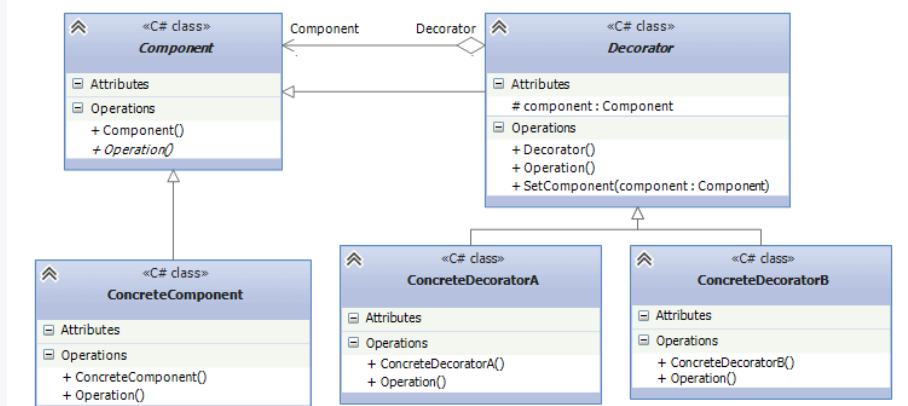 «C# class»
Component
Attributes
Operations
+ Component()
+ Operation()
Component
Decorator
«C# class»
Decorator
Attributes
# component : Component
Operations
+ Decorator()
+ Operation()
+ SetComponent(component : Component)
«C# class»
ConcreteComponent
Attributes
Operations
+ ConcreteComponent()
+ Operation()
«C# class»
ConcreteDecoratorA
Attributes
Operations
+ ConcreteDecoratorA()
+ Operation()
«C# class»
ConcreteDecoratorB
Attributes
Operations
+ ConcreteDecoratorB()
+ Operation()